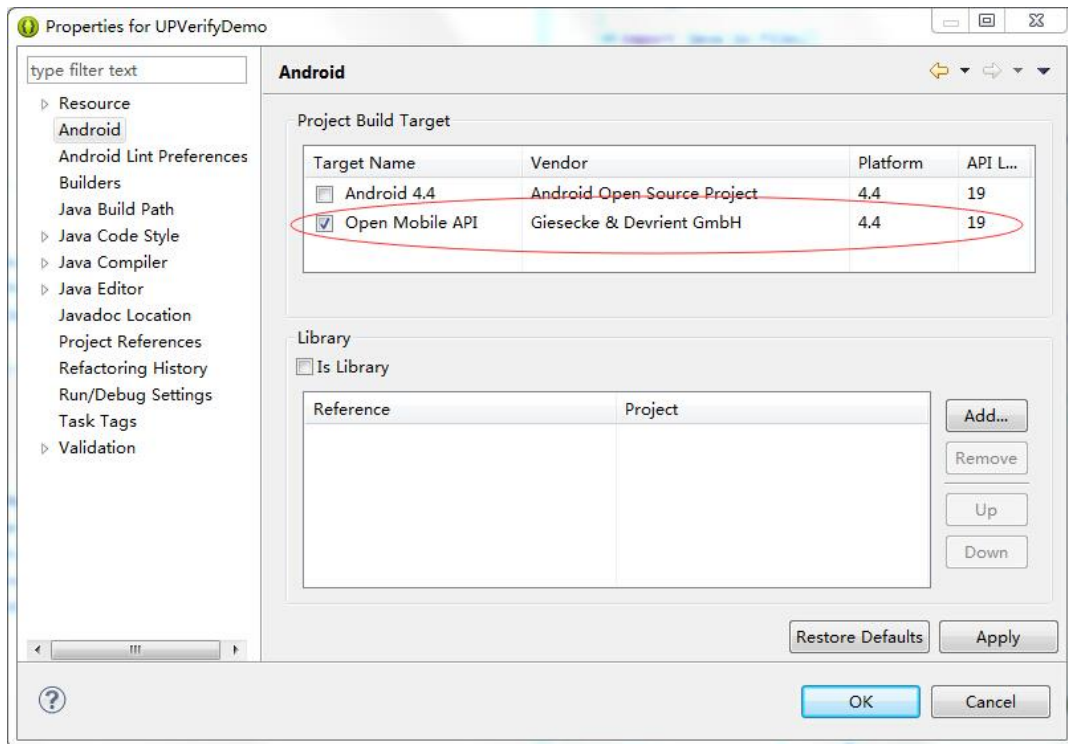 Properties for UPVerifyDemo
type filter text
Resource
Android
Android Lint Preferences
Builders
Java Build Path
Java Code Style
Java Compiler
Java Editor
Javadoc Location
Project References
Refactoring History
Run/Debug Settings
Task Tags
Validation
Android
Project Build Target
Target Name Vendor Platform API L...
Android 4.4 Android Open Source Project 4.4 19
Open Mobile API Giesecke & Devrient GmbH 4.4 19
Library
Is Library
Reference Project
Add...
Remove
Up
Down
Restore Defaults Apply
OK Cancel